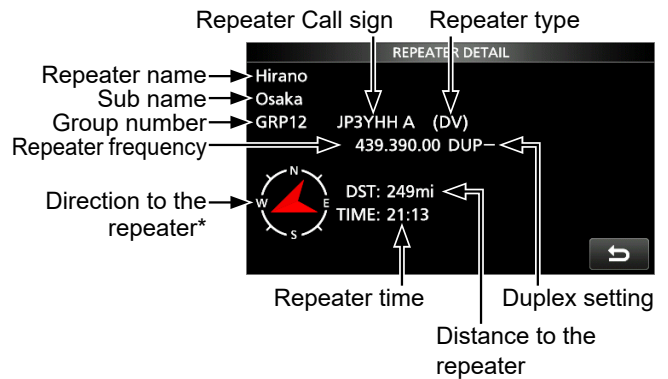 Repeater Call sign
Repeater type
REPEATER DETAIL
Repeater name
Hirano
Sub name
Osaka
Group number
GRP12
JP3YHH A (DV)
Repeater frequency
439.390.00 DUP–
Direction to the
repeater*
N
W
E
S
DST: 249mi
TIME: 21:13
Repeater time
Duplex setting
Distance to the
repeater